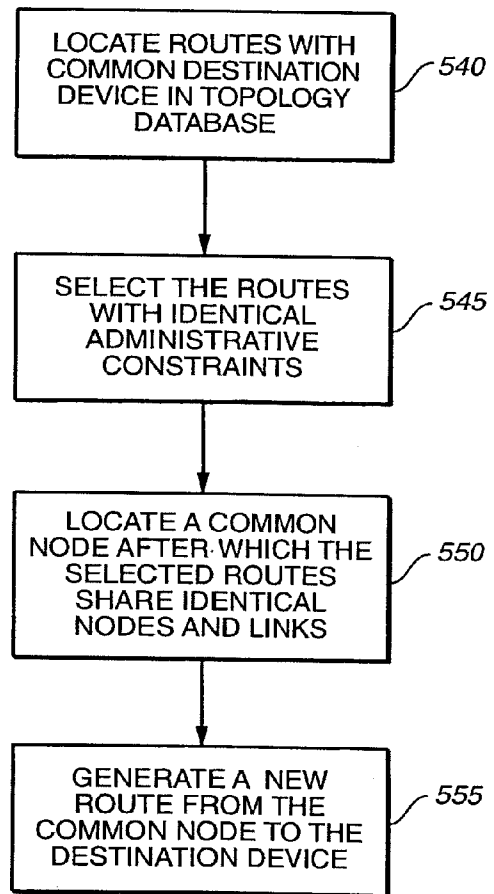 LOCATE ROUTES WITH
COMMON DESTINATION
DEVICE IN TOPOLOGY
DATABASE
540
SELECT THE ROUTES
WITH IDENTICAL
ADMINISTRATIVE
CONSTRAINTS
545
LOCATE A COMMON
NODE AFTER WHICH THE
SELECTED ROUTES
SHARE IDENTICAL
NODES AND LINKS
550
GENERATE A NEW
ROUTE FROM THE
COMMON NODE TO THE
DESTINATION DEVICE
555